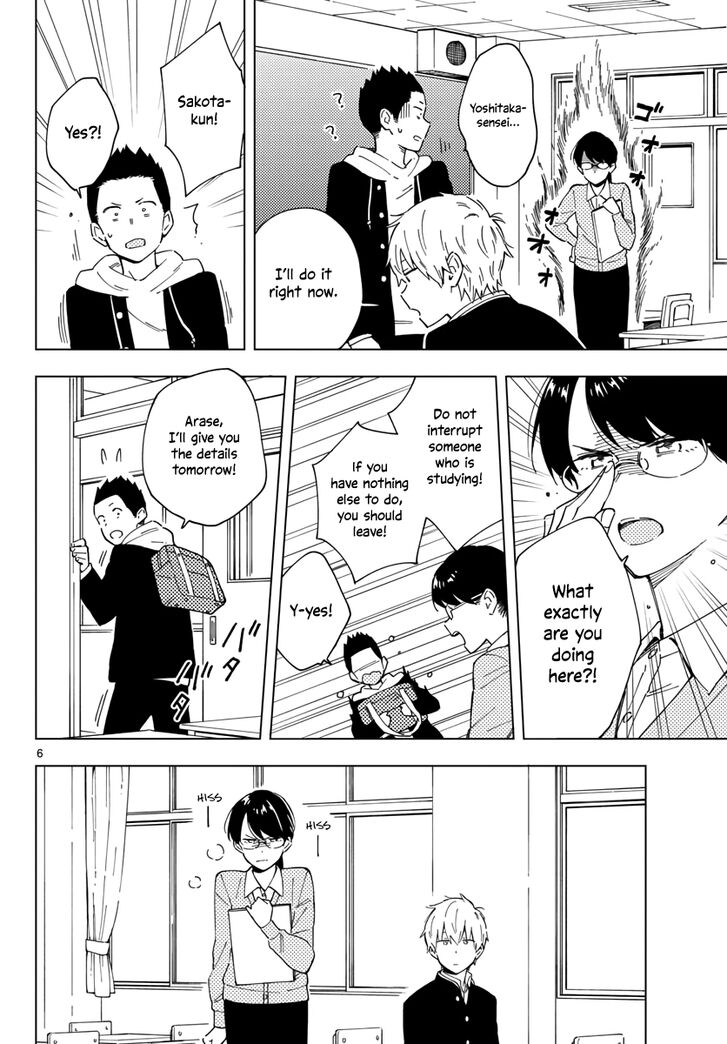 Yoshitaka-
sensei...
ゴ
オ
オ
オ
?
?
I'll do it
right now.
Sakota-
kun!
Yes?!
What
exactly
are you
doing
here?!
Do not
interrupt
someone
who is
studying!
If you
have nothing
else to do,
you should
leave!
Y-yes!
Arase,
I'll give you
the details
tomorrow!
バタ
バタ
6
HISS
HISS